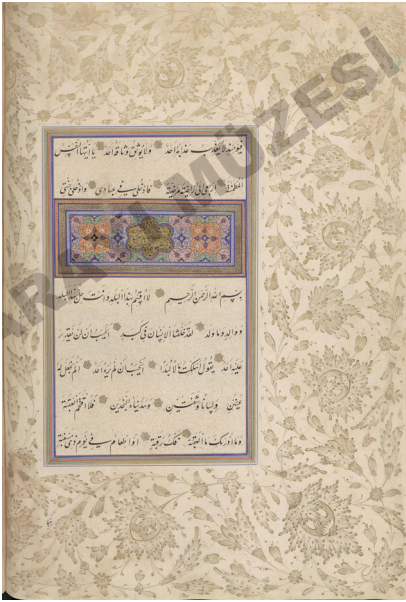 فيومئذ لا يعذب عذابه احد ولا يوثق وثاقه احد يا ايتها النفس
المطمئنة ارجعي الى ربك راضية مرضية فادخلي في عبادي وادخلي جنتي
بسم الله الرحمن الرحيم لا اقسم بهذا البلد وانت حل بهذا البلد
ووالد وما ولد لقد خلقنا الانسان في كبد ايحسب ان لن يقدر
عليه احد يقول اهلكت مالا لبدا ايحسب ان لم يره احد الم نجعل له
عينين ولسانا وشفتين وهديناه النجدين فلا اقتحم العقبة
وما ادريك ما العقبة فك رقبة او اطعام في يوم ذي مسغبة
MÜZESİ